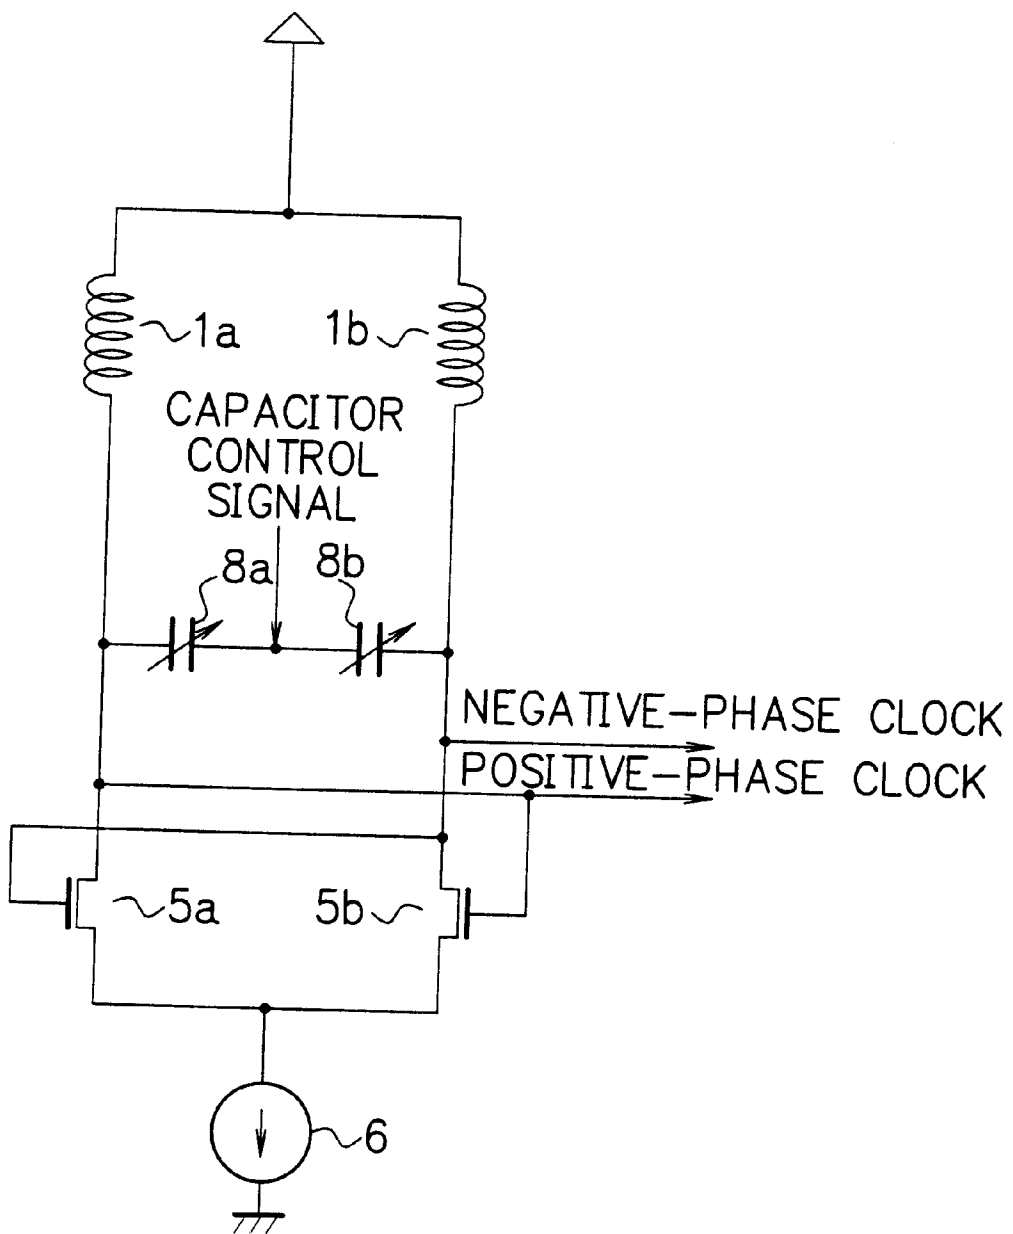 1a
1b
CAPACITOR
CONTROL
SIGNAL
8a
8b
NEGATIVE-PHASE CLOCK
POSITIVE-PHASE CLOCK
5a
5b
6